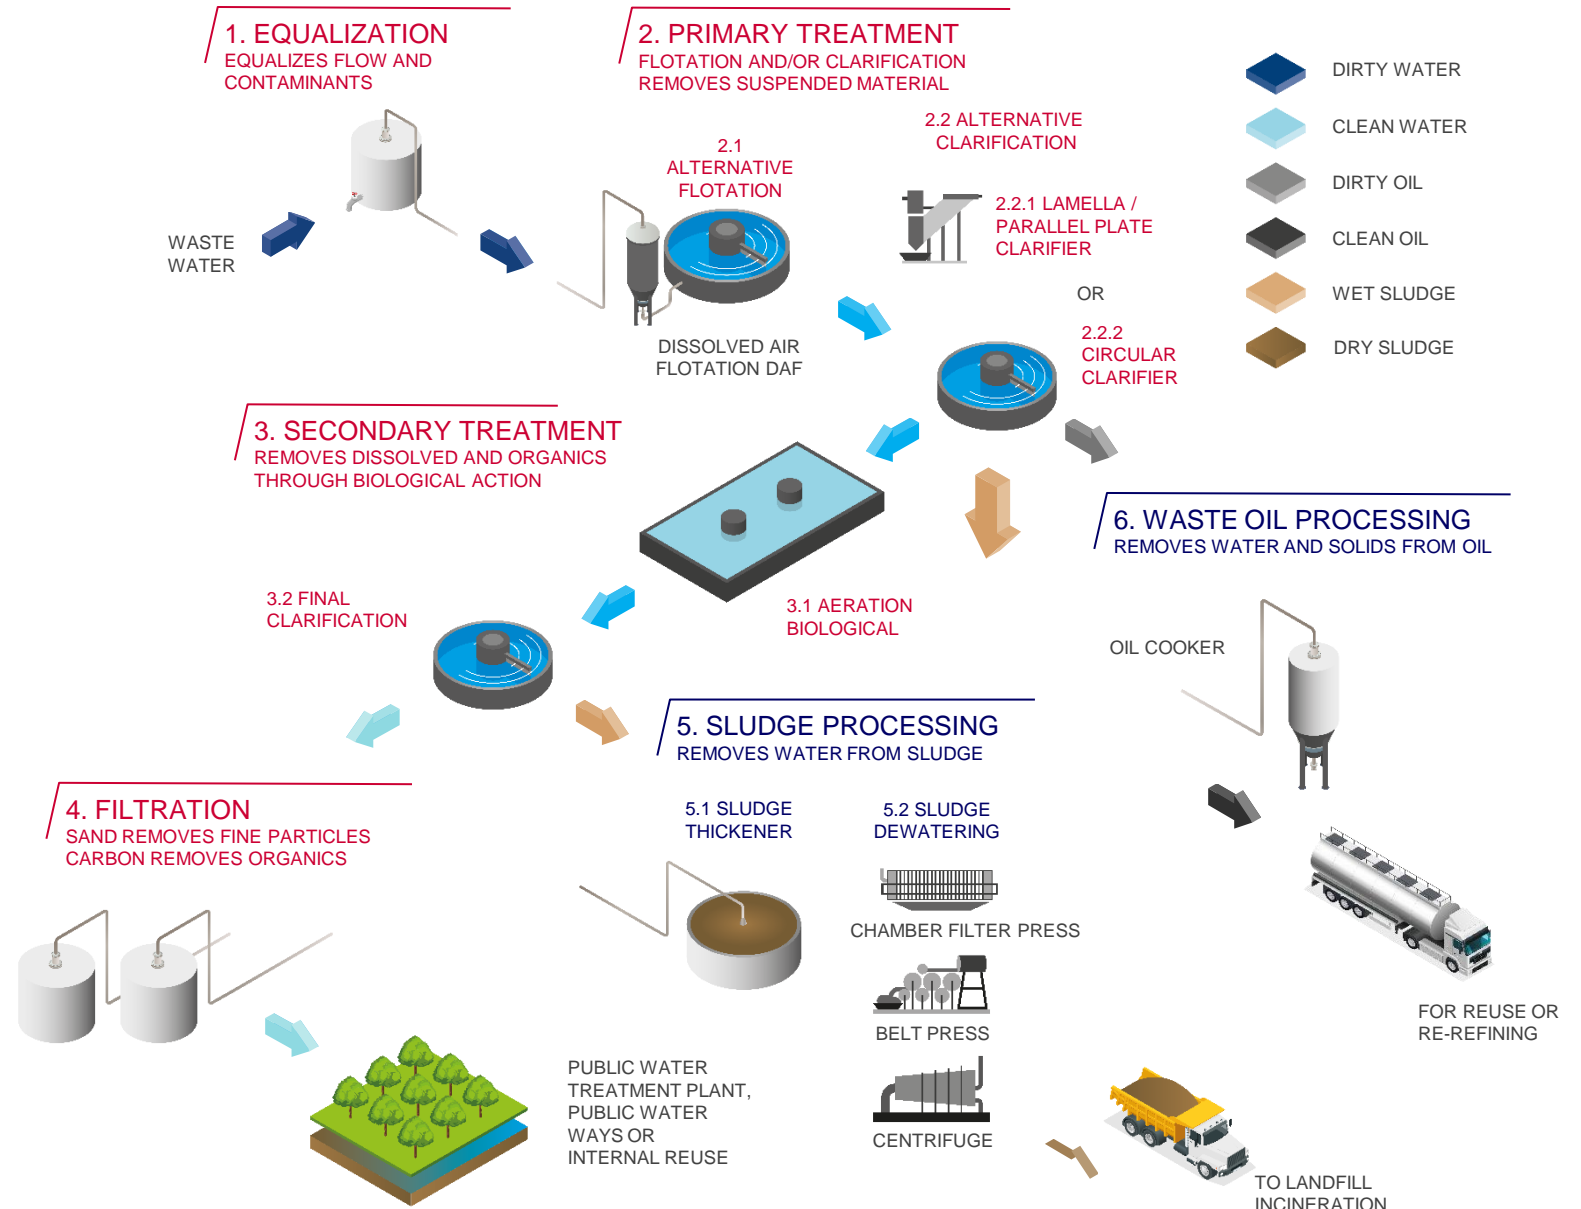 1. EQUALIZATION
EQUALIZES FLOW AND
CONTAMINANTS
2. PRIMARY TREATMENT
FLOTATION AND/OR CLARIFICATION
REMOVES SUSPENDED MATERIAL
DIRTY WATER
CLEAN WATER
DIRTY OIL
CLEAN OIL
WET SLUDGE
DRY SLUDGE
WASTE
WATER
2.1
ALTERNATIVE
FLOTATION
DISSOLVED AIR
FLOTATION DAF
2.2 ALTERNATIVE
CLARIFICATION
2.2.1 LAMELLA /
PARALLEL PLATE
CLARIFIER
OR
2.2.2
CIRCULAR
CLARIFIER
3. SECONDARY TREATMENT
REMOVES DISSOLVED AND ORGANICS
THROUGH BIOLOGICAL ACTION
3.1 AERATION
BIOLOGICAL
3.2 FINAL
CLARIFICATION
6. WASTE OIL PROCESSING
REMOVES WATER AND SOLIDS FROM OIL
OIL COOKER
FOR REUSE OR
RE-REFINING
5. SLUDGE PROCESSING
REMOVES WATER FROM SLUDGE
5.1 SLUDGE
THICKENER
5.2 SLUDGE
DEWATERING
CHAMBER FILTER PRESS
BELT PRESS
CENTRIFUGE
4. FILTRATION
SAND REMOVES FINE PARTICLES
CARBON REMOVES ORGANICS
PUBLIC WATER
TREATMENT PLANT,
PUBLIC WATER
WAYS OR
INTERNAL REUSE
TO LANDFILL
INCINERATION